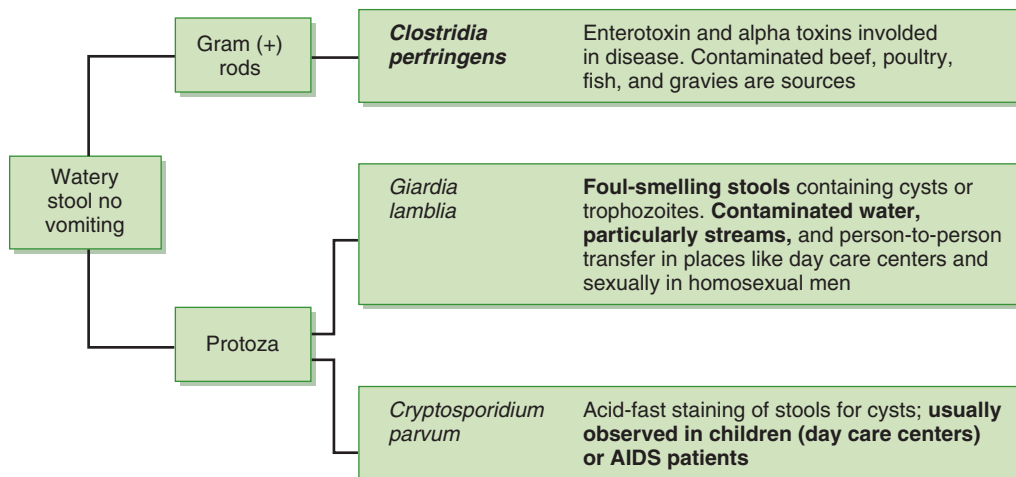 Watery
stool no
vomiting
Gram (+)
rods
Clostridia
perfringens
Enterotoxin and alpha toxins involded
in disease. Contaminated beef, poultry,
fish, and gravies are sources
Protoza
Giardia
lamblia
Foul-smelling stools containing cysts or
trophozoites. Contaminated water,
particularly streams, and person-to-person
transfer in places like day care centers and
sexually in homosexual men
Cryptosporidium
parvum
Acid-fast staining of stools for cysts; usually
observed in children (day care centers)
or AIDS patients